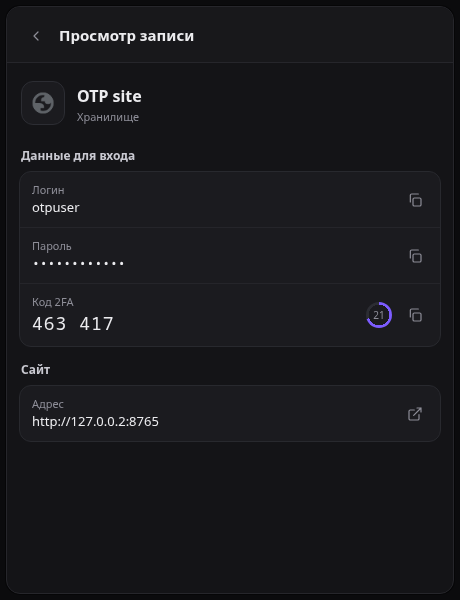 Просмотр записи
OTP site
Хранилище
Данные для входа
Логин
otpuser
Пароль
••••••••••••
Код 2FA
463 417
21
Сайт
Адрес
http://127.0.0.2:8765